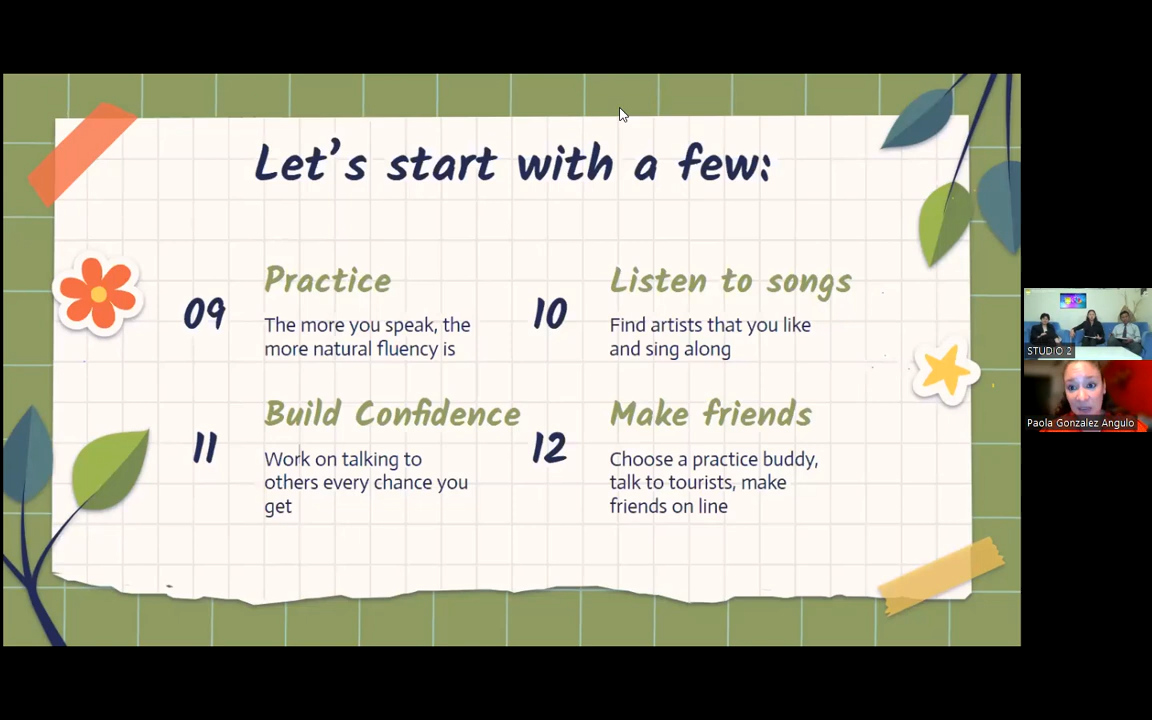 Let's start with a few:
09
Practice
The more you speak, the
more natural fluency is
10
Listen to songs
Find artists that you like
and sing along
11
Build Confidence
Work on talking to
others every chance you
get
12
Make friends
Choose a practice buddy,
talk to tourists, make
friends on line
STUDIO 2
Paola Gonzalez Angulo